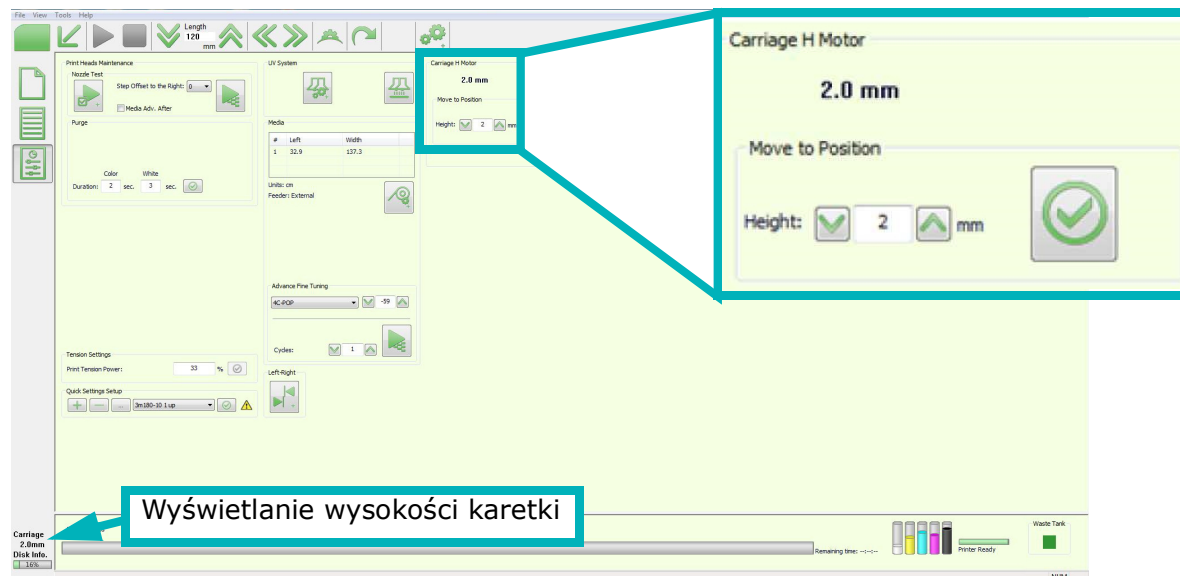 File View Tools Help
Length
120
mm
Print Heads Maintenance
Nozzle Test
Step Offset to the Right: 0
Media Adv. After
Purge
Color White
Duration: 2 sec. 3 sec.
Tension Settings
Print Tension Power: 33 %
Quick Settings Setup
3m180-10 1 up
UV System
Media
# Left Width
1 32.9 137.3
Units: cm
Feeder: External
Advance Fine Tuning
4C-POP -59
Cycles: 1
Left-Right
Carriage H Motor
2.0 mm
Move to Position
Height: 2 mm
Carriage H Motor
2.0 mm
Move to Position
Height: 2 mm
Wyświetlanie wysokości karetki
Carriage
2.0mm
Disk Info.
16%
Remaining time: --:--:--
Printer Ready
Waste Tank